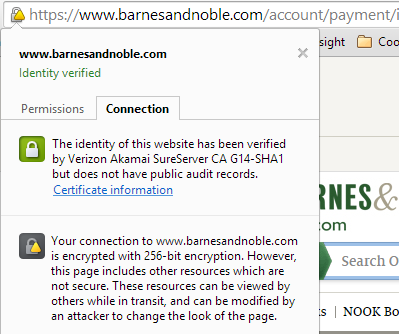 https://www.barnesandnoble.com/account/payment/i
sight Coo
www.barnesandnoble.com
Identity verified
Permissions Connection
The identity of this website has been verified
by Verizon Akamai SureServer CA G14-SHA1
but does not have public audit records.
Certificate information
Your connection to www.barnesandnoble.com
is encrypted with 256-bit encryption. However,
this page includes other resources which are
not secure. These resources can be viewed by
others while in transit, and can be modified by
an attacker to change the look of the page.
RNES&
.com
Search O
ks | NOOK Bo